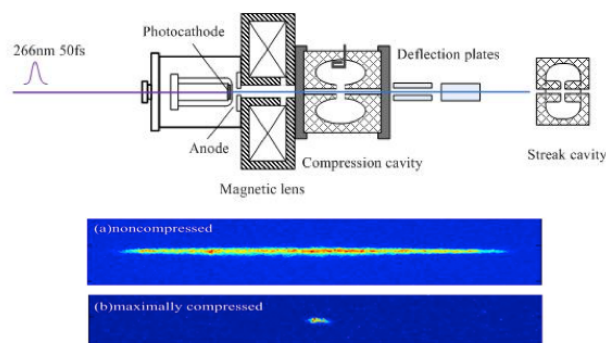 Photocathode
266nm 50fs
Deflection plates
Anode
Compression cavity
Streak cavity
Magnetic lens
(a)noncompressed
(b)maximally compressed